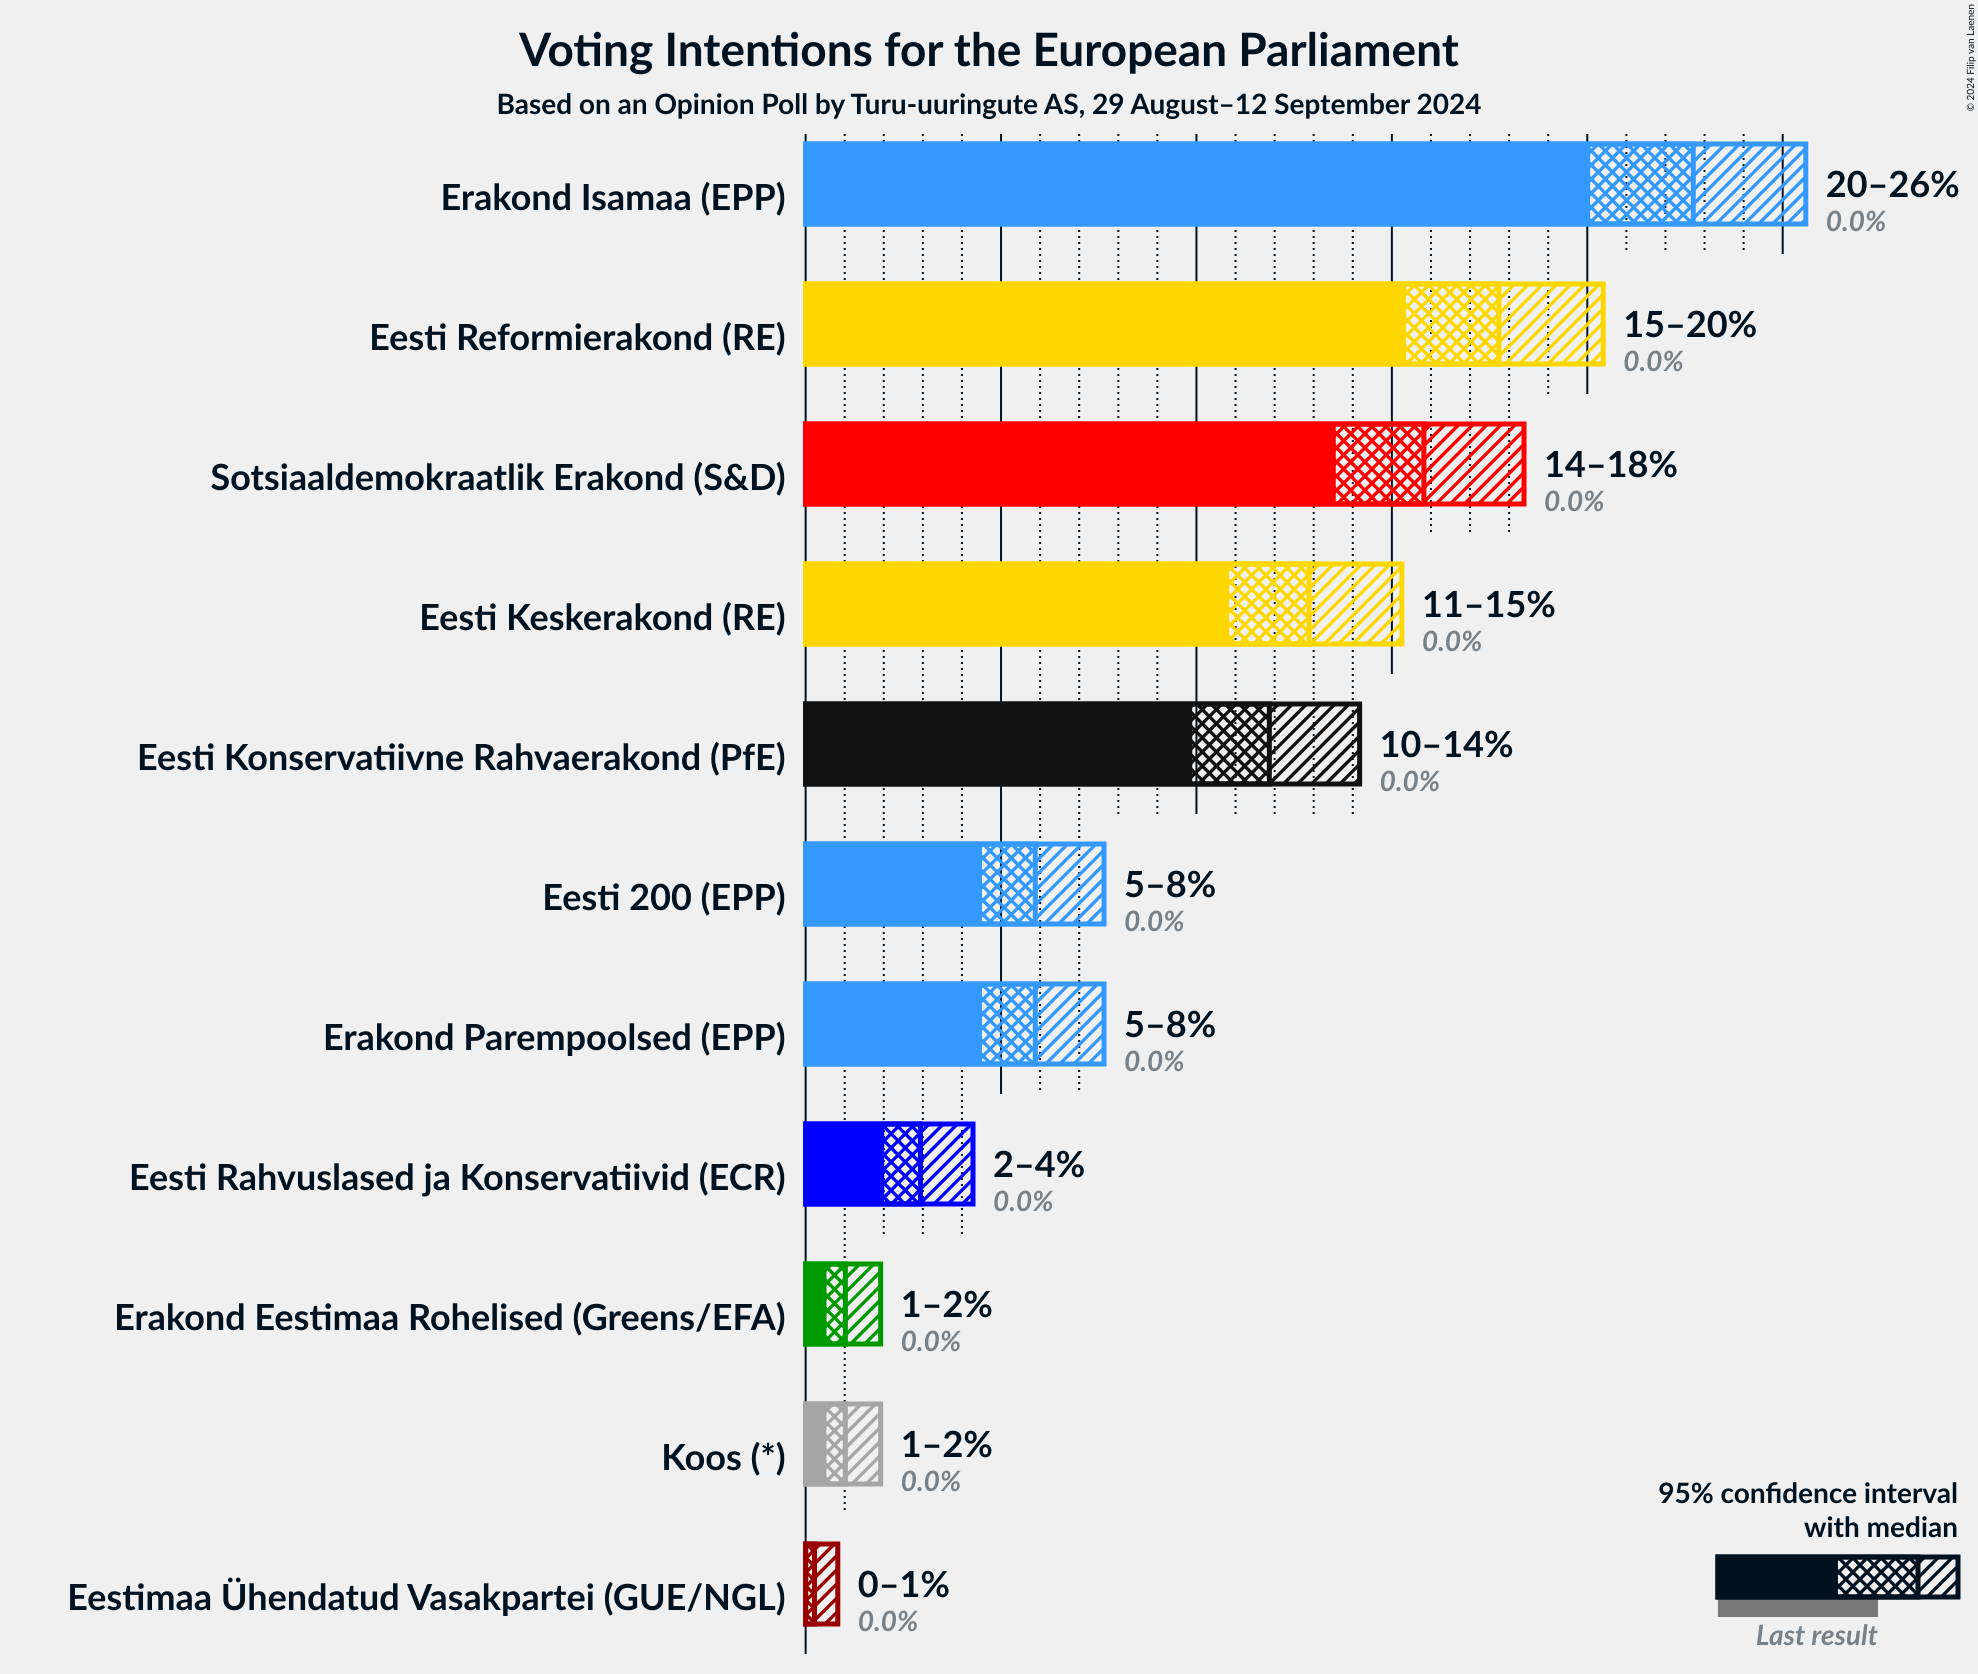 Voting Intentions for the European Parliament
Based on an Opinion Poll by Turu-uuringute AS, 29 August–12 September 2024
© 2024 Filip van Laenen
Erakond Isamaa (EPP)
20–26%
0.0%
Eesti Reformierakond (RE)
15–20%
0.0%
Sotsiaaldemokraatlik Erakond (S&D)
14–18%
0.0%
Eesti Keskerakond (RE)
11–15%
0.0%
Eesti Konservatiivne Rahvaerakond (PfE)
10–14%
0.0%
Eesti 200 (EPP)
5–8%
0.0%
Erakond Parempoolsed (EPP)
5–8%
0.0%
Eesti Rahvuslased ja Konservatiivid (ECR)
2–4%
0.0%
Erakond Eestimaa Rohelised (Greens/EFA)
1–2%
0.0%
Koos (*)
1–2%
0.0%
Eestimaa Ühendatud Vasakpartei (GUE/NGL)
0–1%
0.0%
95% confidence interval
with median
Last result